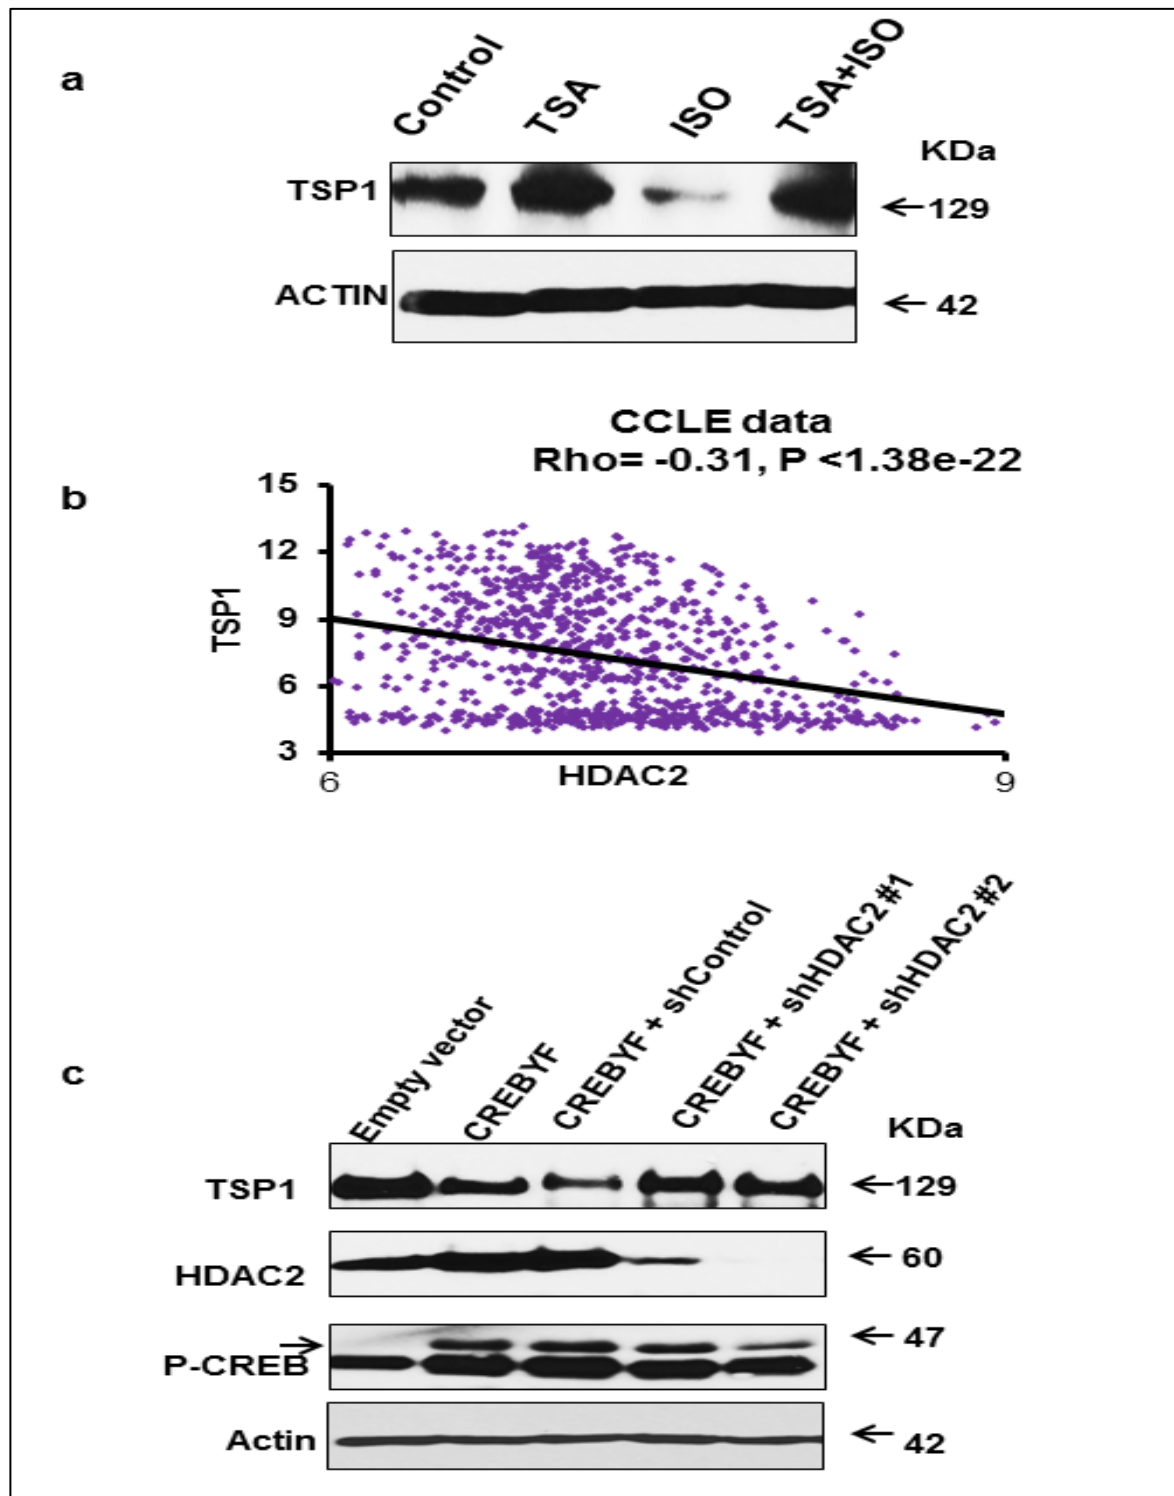 a
Control TSA ISO TSA+ISO
KDa
TSP1 ←129
ACTIN ← 42
CCLE data
Rho= -0.31, P <1.38e-22
b
15
12
9
6
3
TSP1
6 HDAC2 9
c
Empty vector CREBYF CREBYF + shControl CREBYF + shHDAC2 #1 CREBYF + shHDAC2 #2
KDa
TSP1 ←129
HDAC2 ← 60
→ ← 47
P-CREB
Actin ← 42